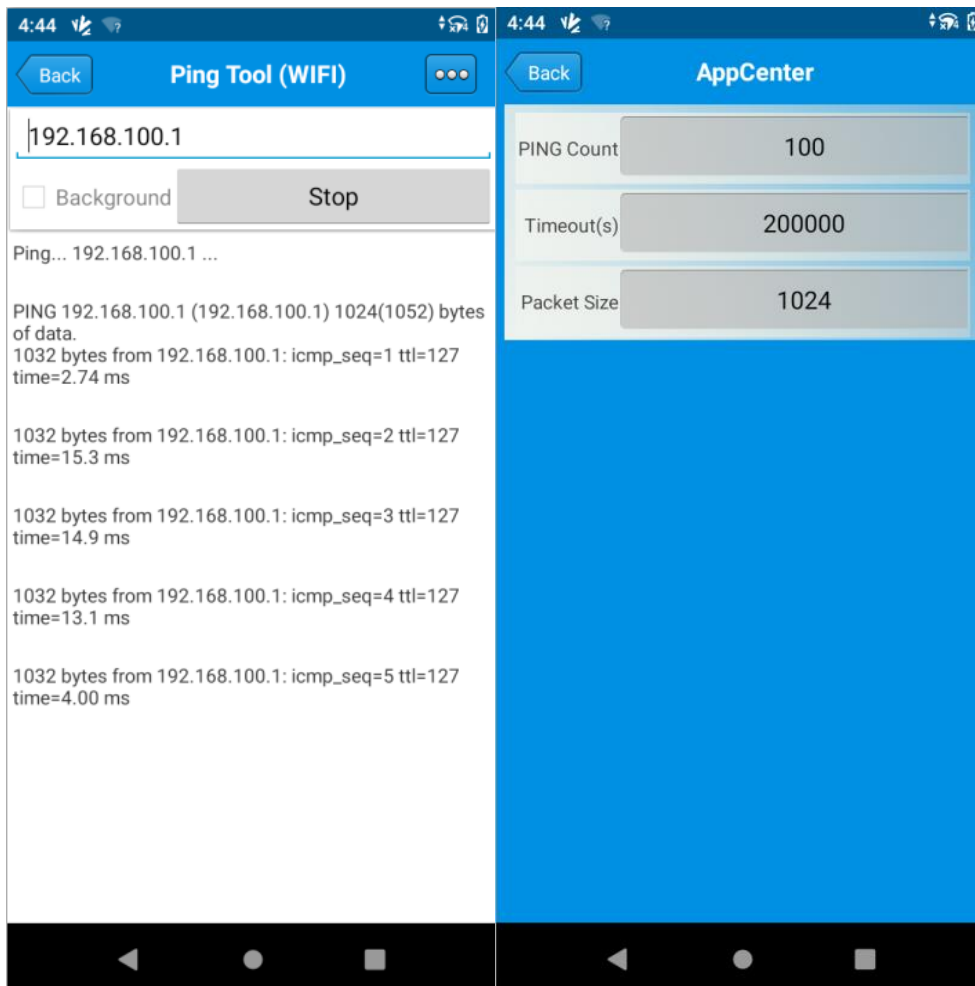 4:44
Back
Ping Tool (WIFI)
192.168.100.1
Background
Stop
Ping... 192.168.100.1 ...
PING 192.168.100.1 (192.168.100.1) 1024(1052) bytes
of data.
1032 bytes from 192.168.100.1: icmp_seq=1 ttl=127
time=2.74 ms
1032 bytes from 192.168.100.1: icmp_seq=2 ttl=127
time=15.3 ms
1032 bytes from 192.168.100.1: icmp_seq=3 ttl=127
time=14.9 ms
1032 bytes from 192.168.100.1: icmp_seq=4 ttl=127
time=13.1 ms
1032 bytes from 192.168.100.1: icmp_seq=5 ttl=127
time=4.00 ms
4:44
Back
AppCenter
PING Count
100
Timeout(s)
200000
Packet Size
1024